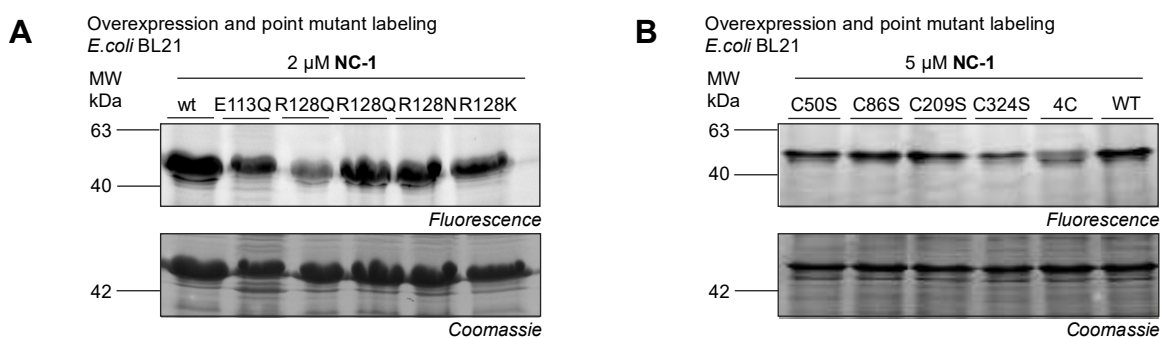 A
Overexpression and point mutant labeling
E.coli BL21
MW
kDa
2 µM NC-1
wt E113Q R128Q R128Q R128N R128K
63
40
Fluorescence
42
Coomassie
B
Overexpression and point mutant labeling
E.coli BL21
MW
kDa
5 µM NC-1
C50S C86S C209S C324S 4C WT
63
40
Fluorescence
42
Coomassie